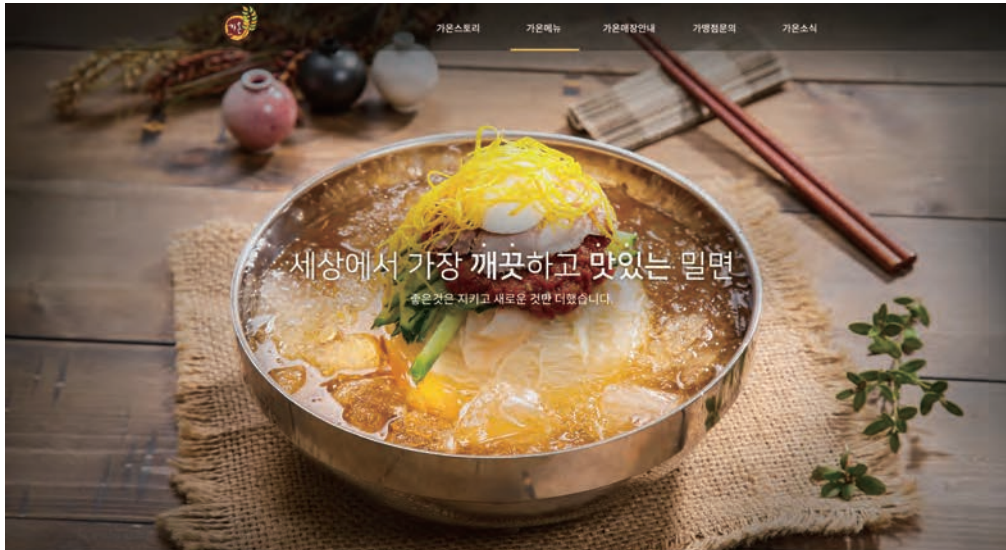 가온
가온스토리 가온메뉴 가온매장안내 가맹점문의 가온소식
세상에서 가장 깨끗하고 맛있는 밀면
좋은것은 지키고 새로운 것만 더했습니다.